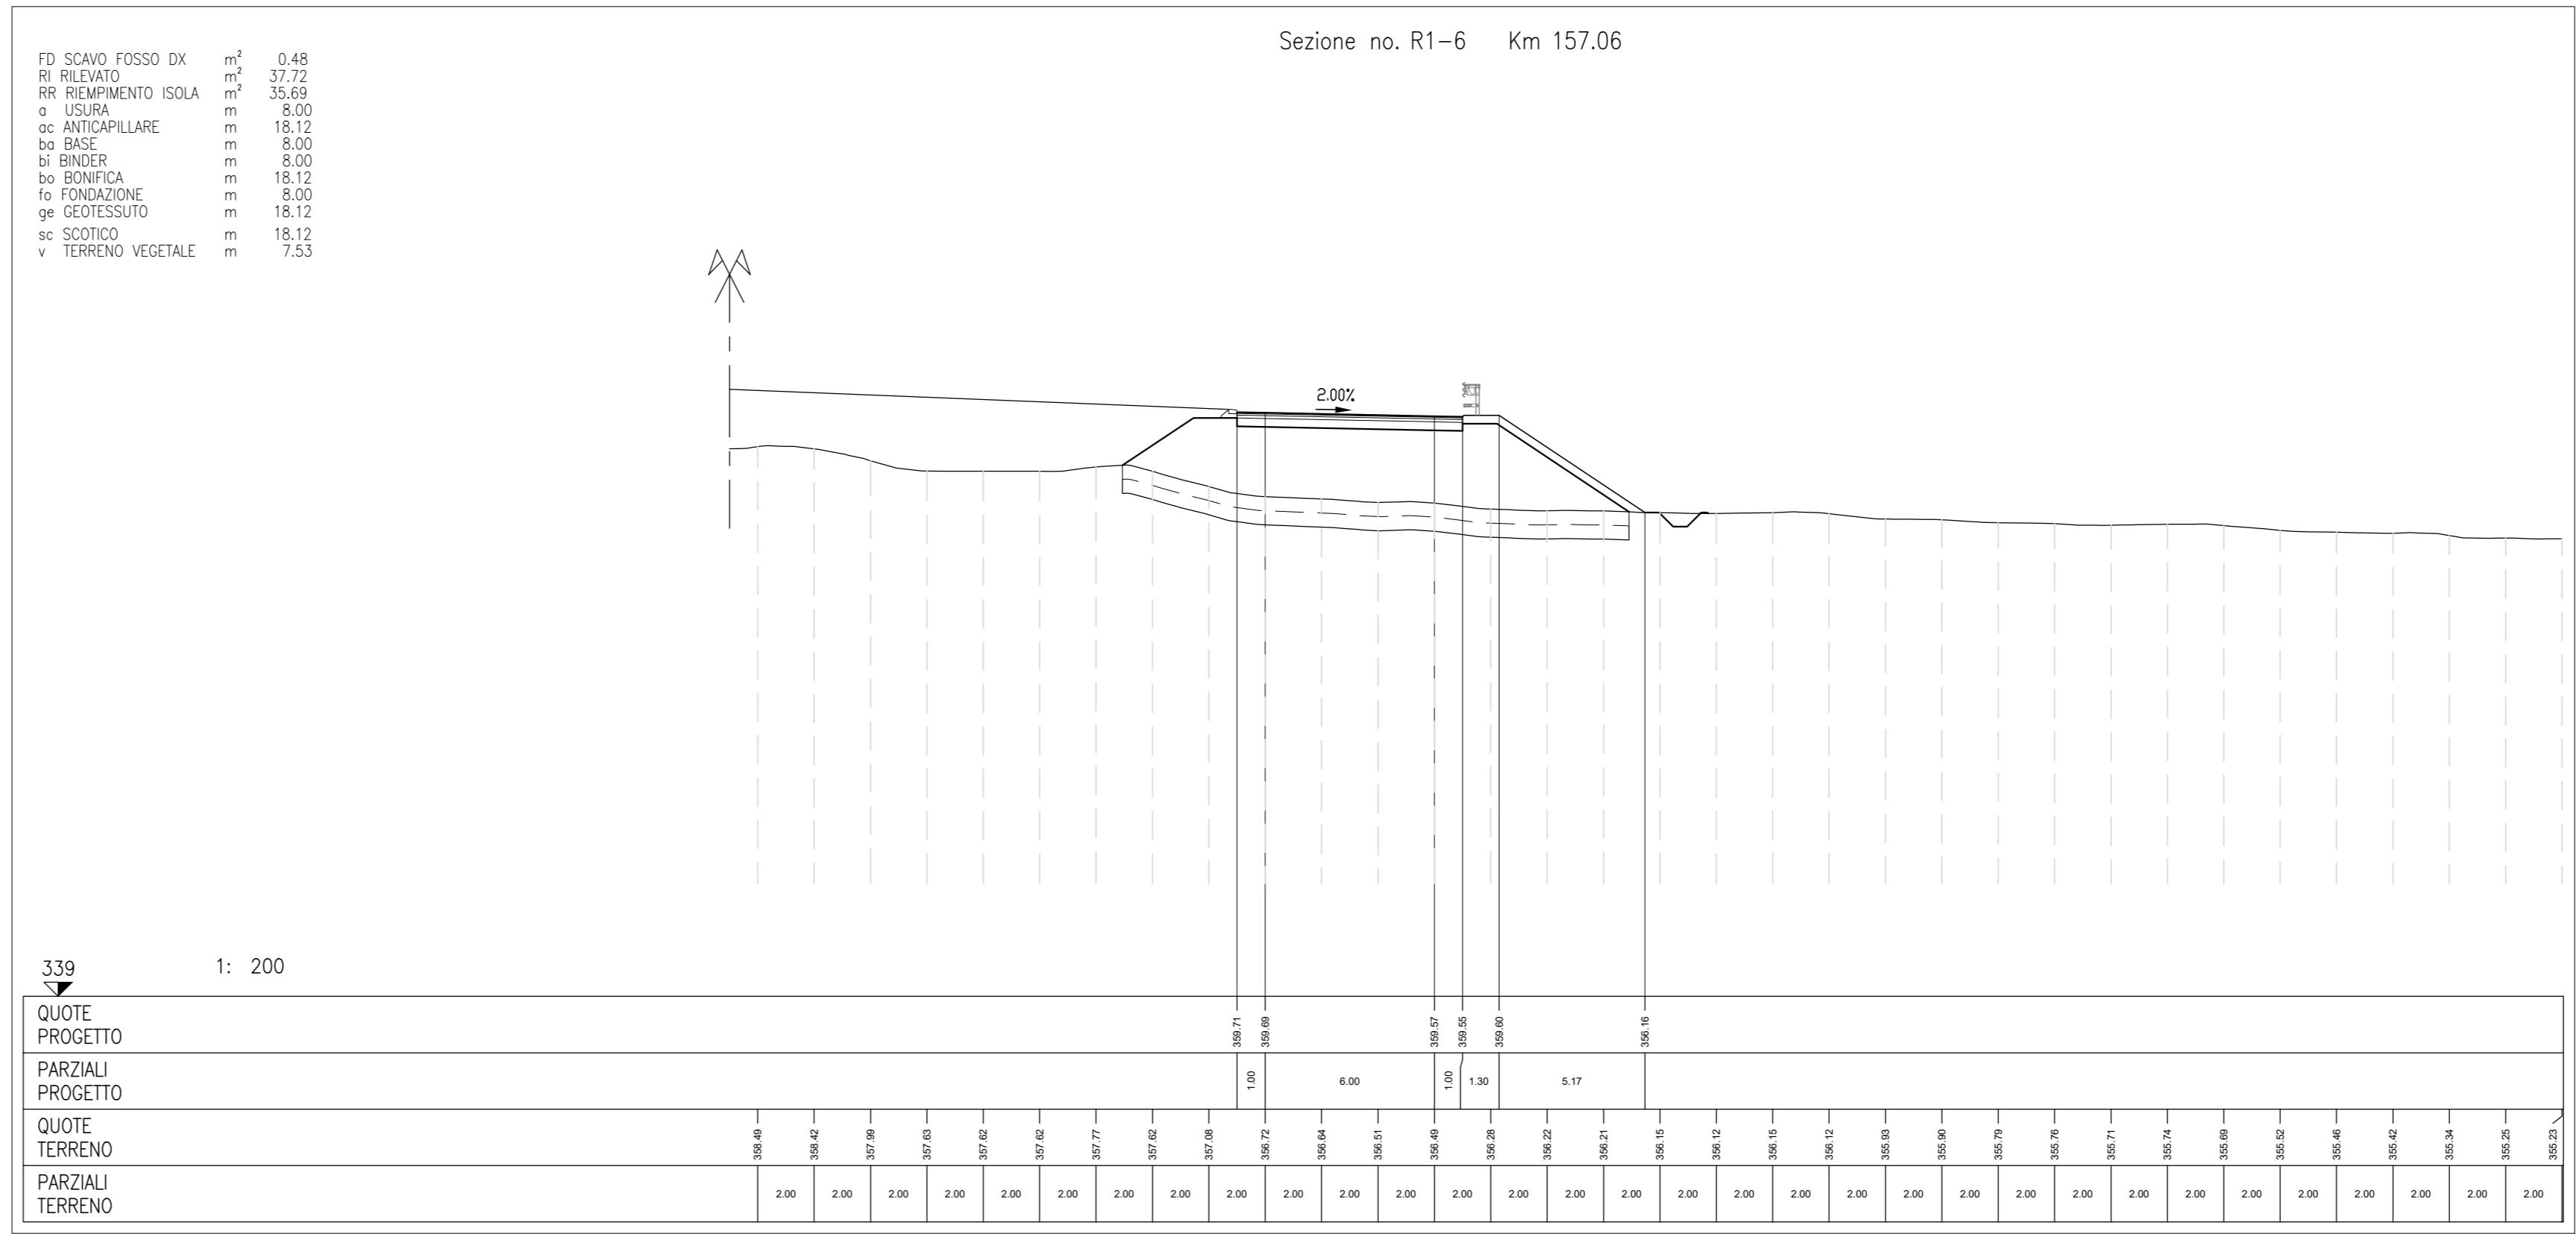 Sezione no. R1-6 Km 157.06
FD SCAVO FOSSO DX m² 0.48
RI RILEVATO m² 37.72
RR RIEMPIMENTO ISOLA m² 35.69
a USURA m 8.00
ac ANTICAPILLARE m 18.12
ba BASE m 8.00
bi BINDER m 8.00
bo BONIFICA m 18.12
fo FONDAZIONE m 8.00
ge GEOTESSUTO m 18.12
sc SCOTICO m 18.12
v TERRENO VEGETALE m 7.53
2.00%
339 1: 200
QUOTE
PROGETTO
359.71 359.69 359.57 359.55 359.60 356.16
PARZIALI
PROGETTO
1.00 6.00 1.00 1.30 5.17
QUOTE
TERRENO
358.49 358.42 357.99 357.63 357.62 357.62 357.77 357.62 357.08 356.72 356.64 356.51 356.49 356.28 356.22 356.21 356.15 356.12 356.15 356.12 355.93 355.90 355.79 355.76 355.71 355.74 355.69 355.52 355.46 355.42 355.34 355.25 355.23
PARZIALI
TERRENO
2.00 2.00 2.00 2.00 2.00 2.00 2.00 2.00 2.00 2.00 2.00 2.00 2.00 2.00 2.00 2.00 2.00 2.00 2.00 2.00 2.00 2.00 2.00 2.00 2.00 2.00 2.00 2.00 2.00 2.00 2.00 2.00